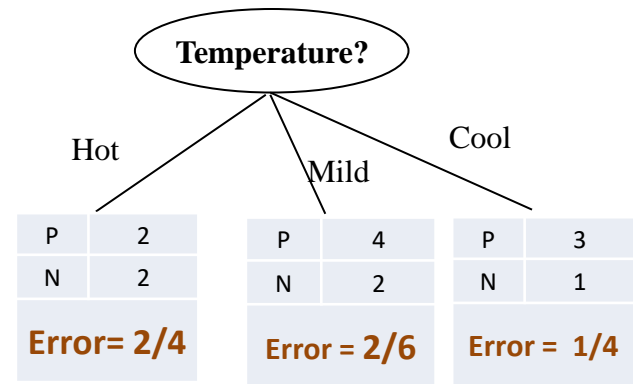 Temperature?
Hot
Mild
Cool
P 2
N 2
Error= 2/4
P 4
N 2
Error = 2/6
P 3
N 1
Error = 1/4